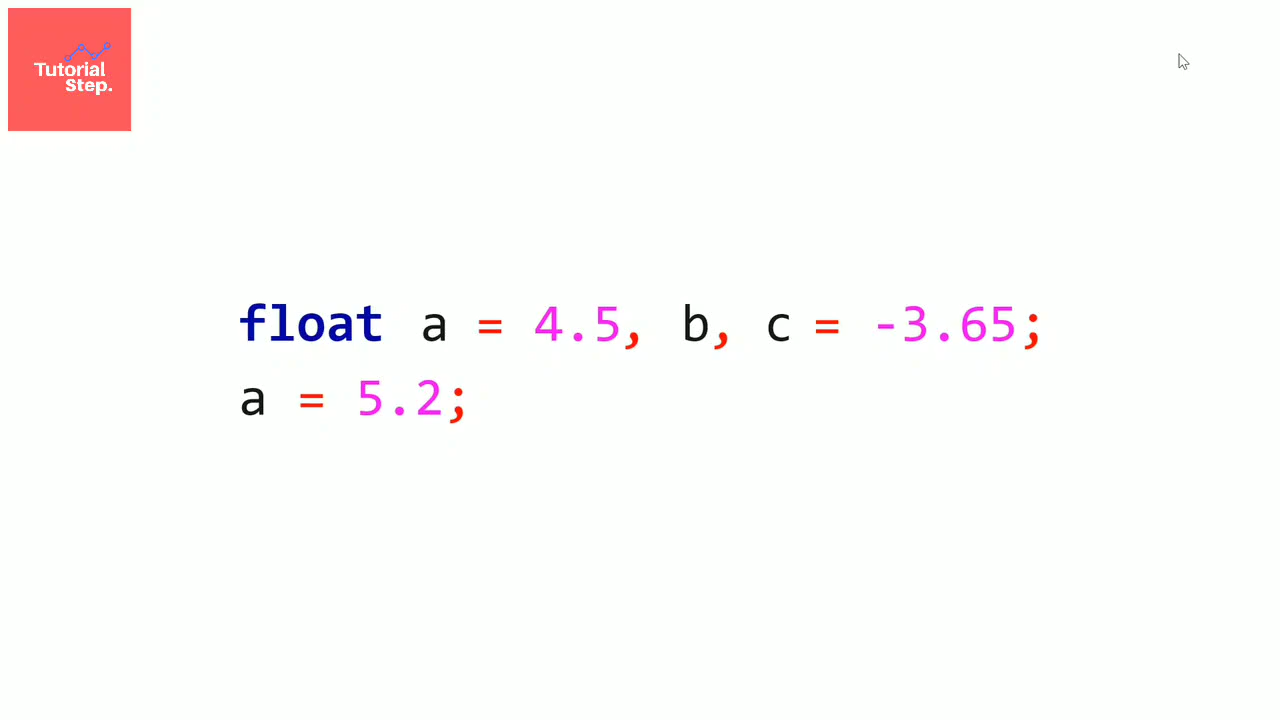 Tutorial
Step.
float a = 4.5, b, c = -3.65;
a = 5.2;